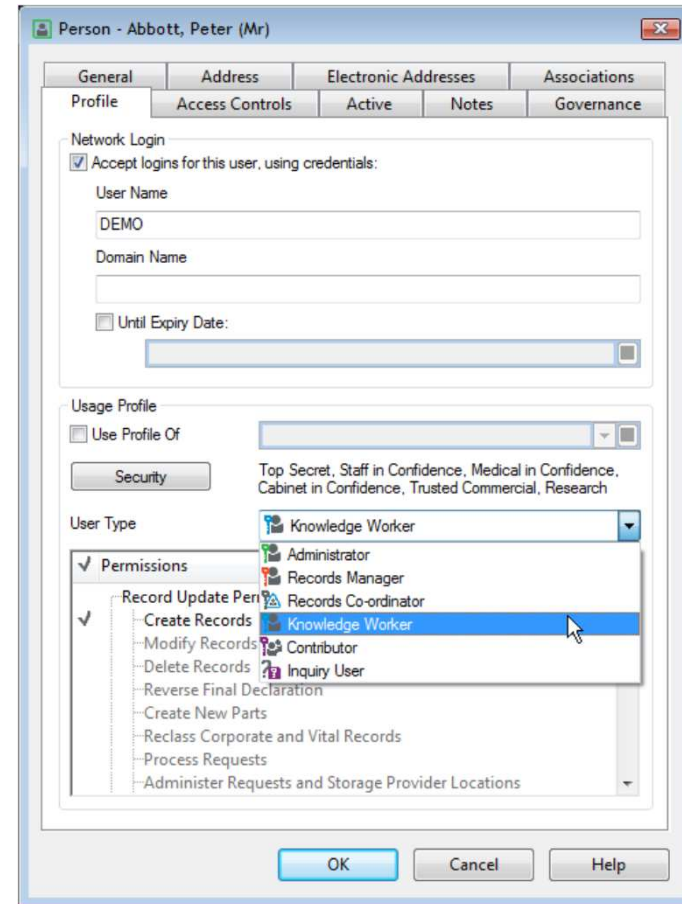 Person - Abbott, Peter (Mr)
General Address Electronic Addresses Associations
Profile Access Controls Active Notes Governance
Network Login
Accept logins for this user, using credentials:
User Name
DEMO
Domain Name
Until Expiry Date:
Usage Profile
Use Profile Of
Security
Top Secret, Staff in Confidence, Medical in Confidence,
Cabinet in Confidence, Trusted Commercial, Research
User Type
Knowledge Worker
Administrator
Records Manager
Records Co-ordinator
Knowledge Worker
Contributor
Inquiry User
Permissions
Record Update Per
Create Records
Modify Records
Delete Records
Reverse Final Declaration
Create New Parts
Reclass Corporate and Vital Records
Process Requests
Administer Requests and Storage Provider Locations
OK Cancel Help